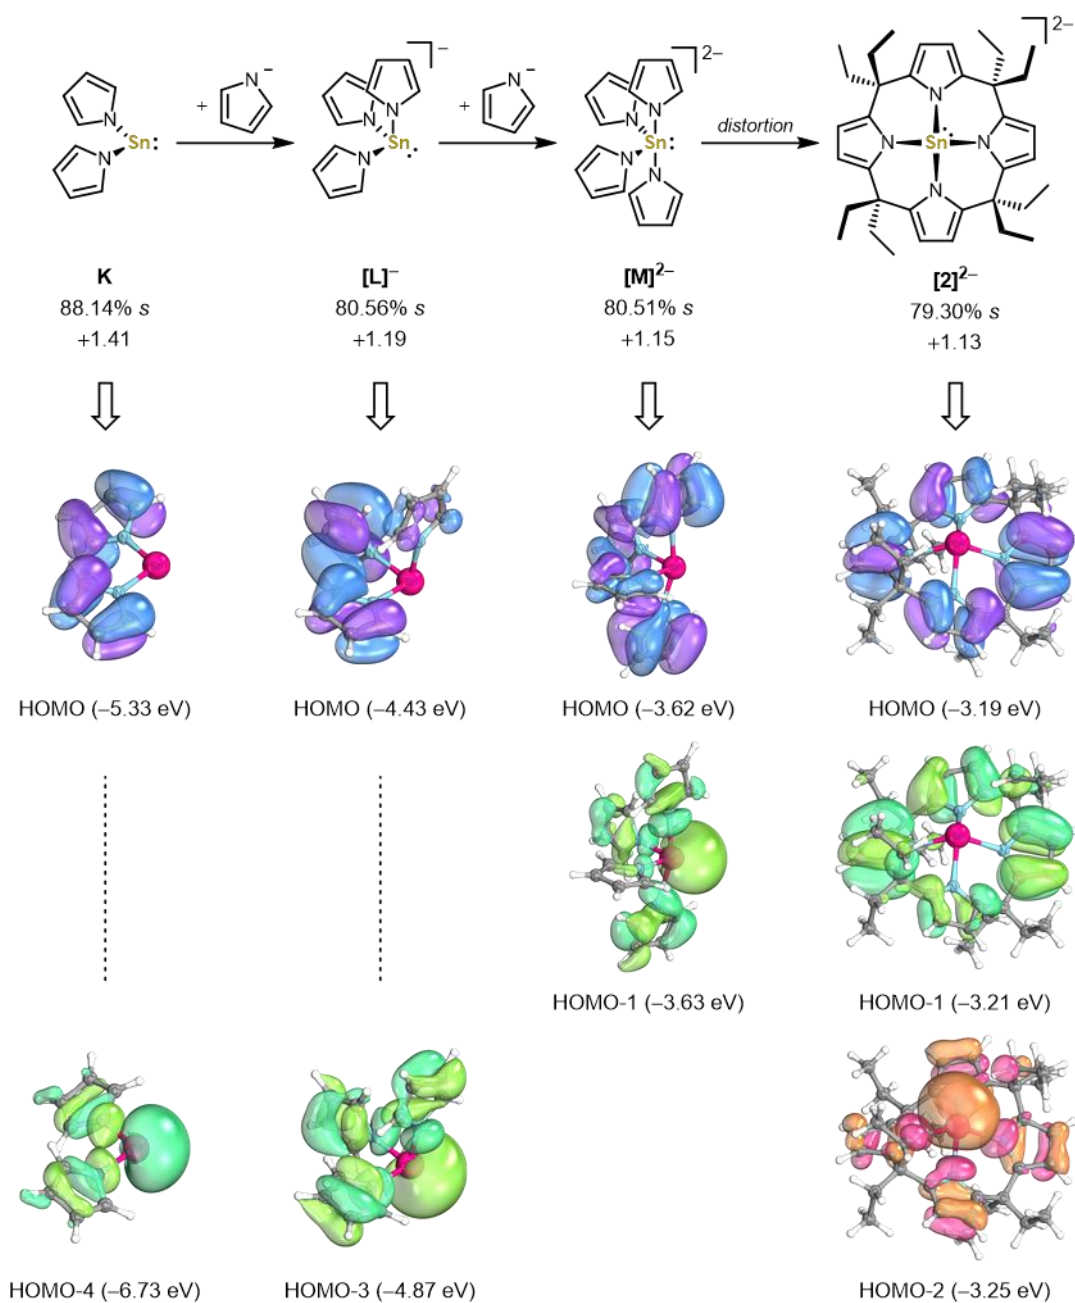 N
N
Sn:
+
N
–
N
N
N
Sn:
–
+
N
–
N
N
N
N
Sn:
2–
distortion
N
N
Sn
N
N
2–
K
[L]–
[M]2–
[2]2–
88.14% s
80.56% s
80.51% s
79.30% s
+1.41
+1.19
+1.15
+1.13
HOMO (–5.33 eV)
HOMO (–4.43 eV)
HOMO (–3.62 eV)
HOMO (–3.19 eV)
HOMO-1 (–3.63 eV)
HOMO-1 (–3.21 eV)
HOMO-4 (–6.73 eV)
HOMO-3 (–4.87 eV)
HOMO-2 (–3.25 eV)